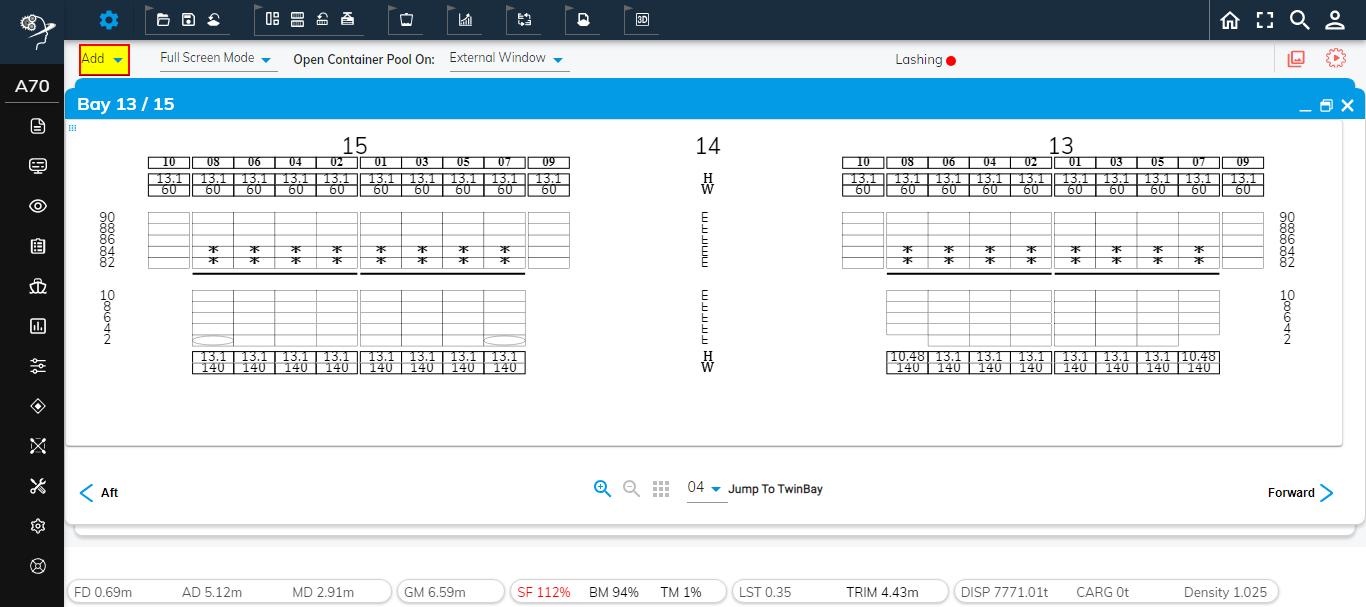 3D
A70
Add
Full Screen Mode
Open Container Pool On:
External Window
Lashing
Bay 13 / 15
15
14
13
10 08 06 04 02 01 03 05 07 09
10 08 06 04 02 01 03 05 07 09
13.1 13.1 13.1 13.1 13.1 13.1 13.1 13.1 13.1 13.1
H
13.1 13.1 13.1 13.1 13.1 13.1 13.1 13.1 13.1 13.1
60 60 60 60 60 60 60 60 60 60
W
60 60 60 60 60 60 60 60 60 60
90 E 90
88 E 88
86 E 86
84 * * * * * * * * E * * * * * * * * 84
82 * * * * * * * * E * * * * * * * * 82
10 E 10
8 E 8
6 E 6
4 E 4
2 E 2
13.1 13.1 13.1 13.1 13.1 13.1 13.1 13.1
H
10.48 13.1 13.1 13.1 13.1 13.1 13.1 10.48
140 140 140 140 140 140 140 140
W
140 140 140 140 140 140 140 140
Aft
04
Jump To TwinBay
Forward
FD 0.69m AD 5.12m MD 2.91m
GM 6.59m
SF 112% BM 94% TM 1%
LST 0.35 TRIM 4.43m
DISP 7771.01t CARG 0t Density 1.025